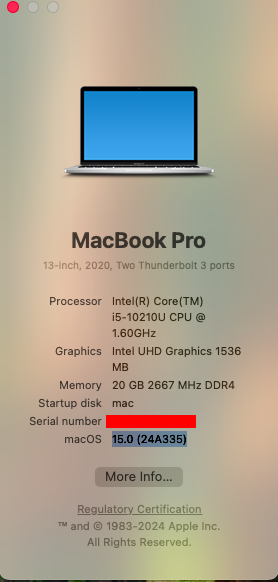 MacBook Pro
13-inch, 2020, Two Thunderbolt 3 ports
Processor Intel(R) Core(TM)
i5-10210U CPU @
1.60GHz
Graphics Intel UHD Graphics 1536
MB
Memory 20 GB 2667 MHz DDR4
Startup disk mac
Serial number
macOS 15.0 (24A335)
More Info...
Regulatory Certification
™ and © 1983-2024 Apple Inc.
All Rights Reserved.